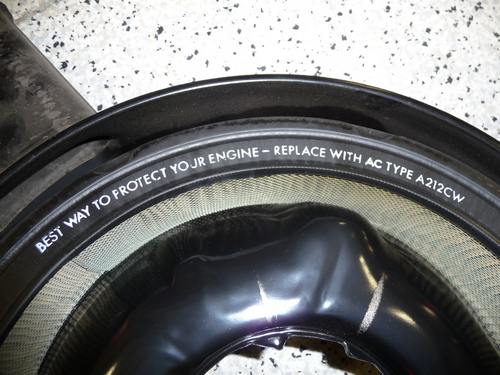 BEST WAY TO PROTECT YOUR ENGINE – REPLACE WITH AC TYPE A212CW